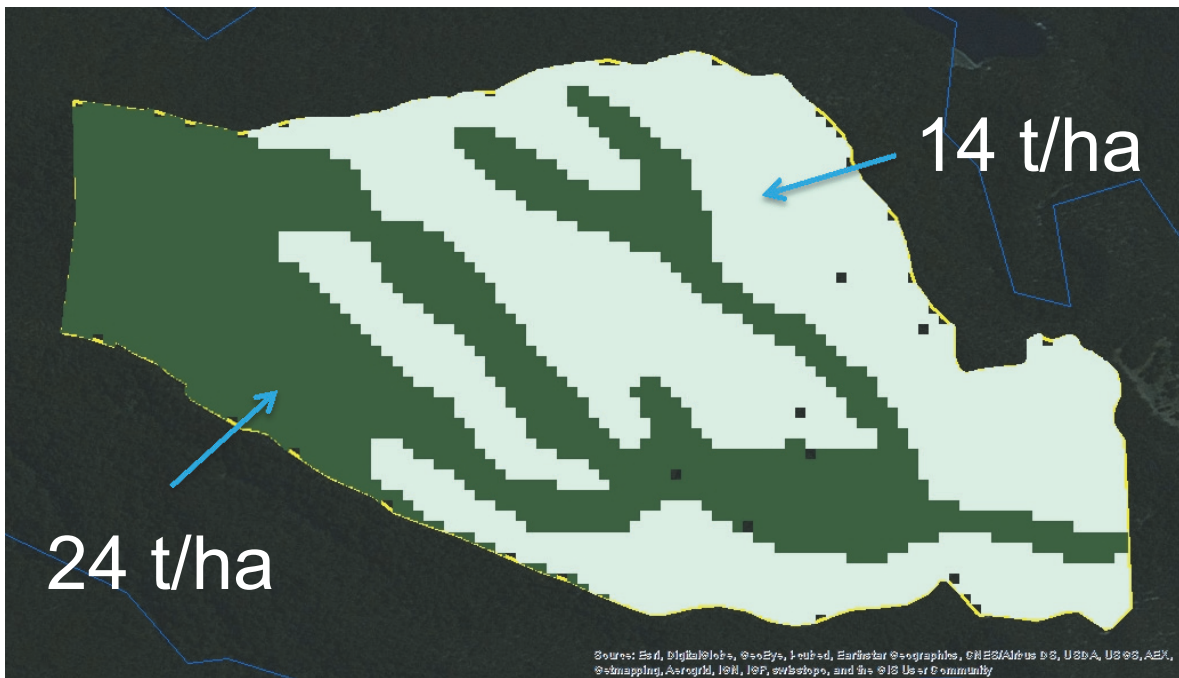 14 t/ha
24 t/ha
Source: Esri, DigitalGlobe, GeoEye, i-cubed, Earthstar Geographics, CNES/Airbus DS, USDA, USGS, AEX,
Getmapping, Aerogrid, IGN, IGP, swisstopo, and the GIS User Community